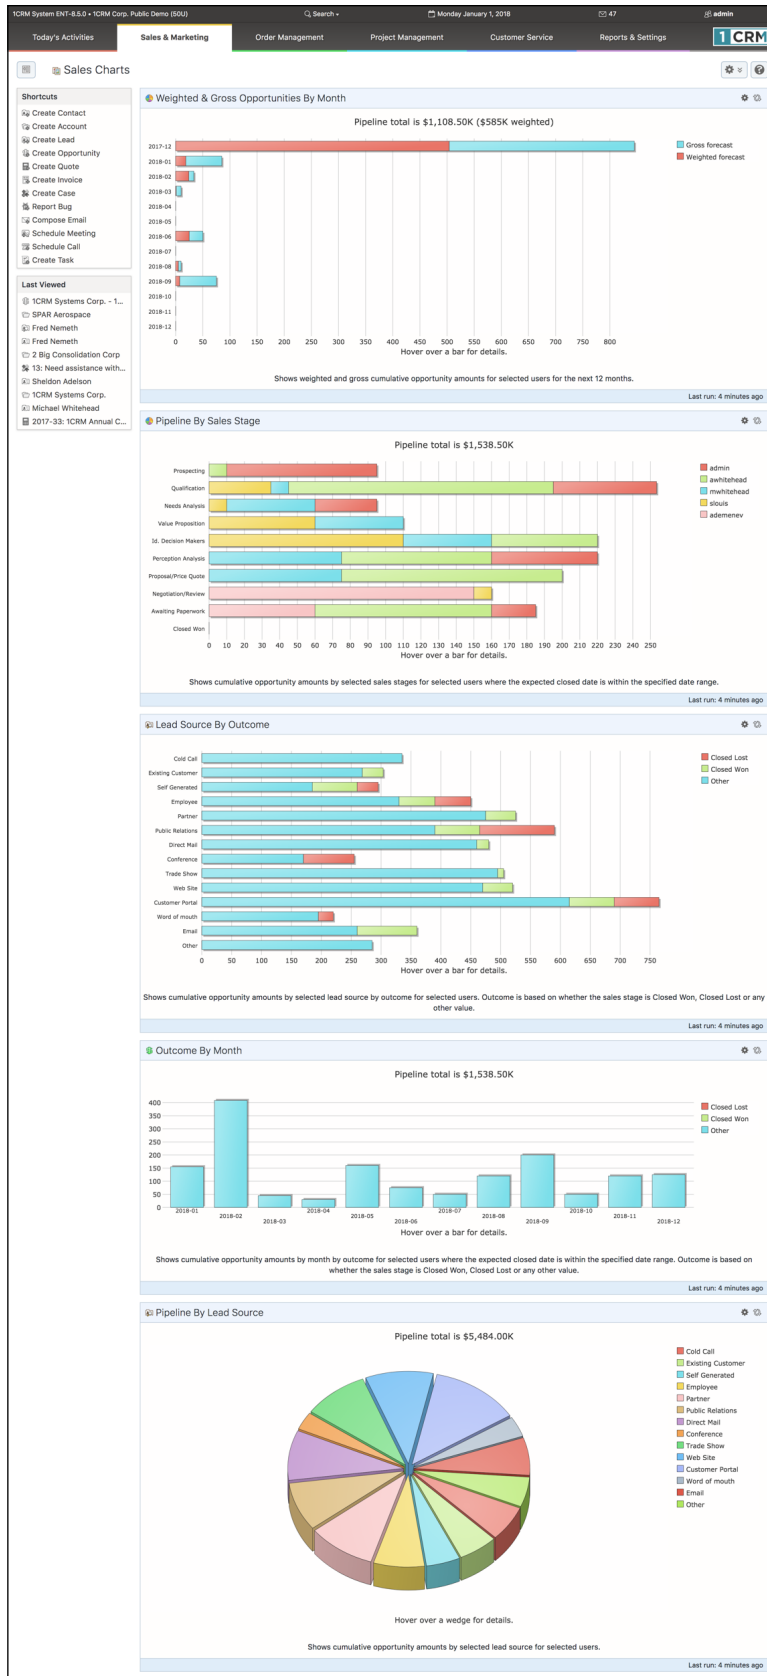 1CRM System ENT-8.5.0 • 1CRM Corp. Public Demo (50U)
Search
Monday January 1, 2018
47
admin
Today's Activities
Sales & Marketing
Order Management
Project Management
Customer Service
Reports & Settings
1 CRM
Sales Charts
Shortcuts
Create Contact
Create Account
Create Lead
Create Opportunity
Create Quote
Create Invoice
Create Case
Report Bug
Compose Email
Schedule Meeting
Schedule Call
Create Task
Last Viewed
1CRM Systems Corp. - 1...
SPAR Aerospace
Fred Nemeth
Fred Nemeth
2 Big Consolidation Corp
13: Need assistance with...
Sheldon Adelson
1CRM Systems Corp.
Michael Whitehead
2017-33: 1CRM Annual C...
Weighted & Gross Opportunities By Month
Pipeline total is $1,108.50K ($585K weighted)
2017-12
2018-01
2018-02
2018-03
2018-04
2018-05
2018-06
2018-07
2018-08
2018-09
2018-10
2018-11
2018-12
0 50 100 150 200 250 300 350 400 450 500 550 600 650 700 750 800
Gross forecast
Weighted forecast
Hover over a bar for details.
Shows weighted and gross cumulative opportunity amounts for selected users for the next 12 months.
Last run: 4 minutes ago
Pipeline By Sales Stage
Pipeline total is $1,538.50K
Prospecting
Qualification
Needs Analysis
Value Proposition
Id. Decision Makers
Perception Analysis
Proposal/Price Quote
Negotiation/Review
Awaiting Paperwork
Closed Won
0 10 20 30 40 50 60 70 80 90 100 110 120 130 140 150 160 170 180 190 200 210 220 230 240 250
admin
awhitehead
mwhitehead
slouis
ademenev
Hover over a bar for details.
Shows cumulative opportunity amounts by selected sales stages for selected users where the expected closed date is within the specified date range.
Last run: 4 minutes ago
Lead Source By Outcome
Cold Call
Existing Customer
Self Generated
Employee
Partner
Public Relations
Direct Mail
Conference
Trade Show
Web Site
Customer Portal
Word of mouth
Email
Other
0 50 100 150 200 250 300 350 400 450 500 550 600 650 700 750
Closed Lost
Closed Won
Other
Hover over a bar for details.
Shows cumulative opportunity amounts by selected lead source by outcome for selected users. Outcome is based on whether the sales stage is Closed Won, Closed Lost or any
other value.
Last run: 4 minutes ago
Outcome By Month
Pipeline total is $1,538.50K
400
350
300
250
200
150
100
50
0
2018-01 2018-02 2018-03 2018-04 2018-05 2018-06 2018-07 2018-08 2018-09 2018-10 2018-11 2018-12
Closed Lost
Closed Won
Other
Hover over a bar for details.
Shows cumulative opportunity amounts by month by outcome for selected users where the expected closed date is within the specified date range. Outcome is based on
whether the sales stage is Closed Won, Closed Lost or any other value.
Last run: 4 minutes ago
Pipeline By Lead Source
Pipeline total is $5,484.00K
Cold Call
Existing Customer
Self Generated
Employee
Partner
Public Relations
Direct Mail
Conference
Trade Show
Web Site
Customer Portal
Word of mouth
Email
Other
Hover over a wedge for details.
Shows cumulative opportunity amounts by selected lead source for selected users.
Last run: 4 minutes ago